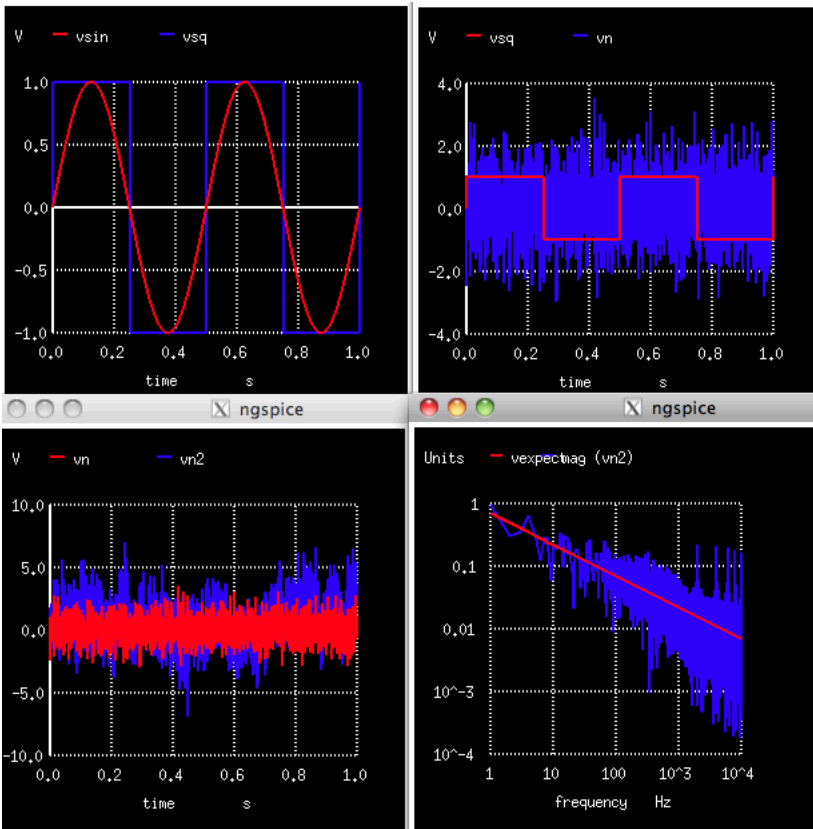 V vsin vsq
1.0
0.5
0.0
-0.5
-1.0
0.0 0.2 0.4 0.6 0.8 1.0
time s
V vsq vn
4.0
2.0
0.0
-2.0
-4.0
0.0 0.2 0.4 0.6 0.8 1.0
time s
X ngspice
V vn vn2
10.0
5.0
0.0
-5.0
-10.0
0.0 0.2 0.4 0.6 0.8 1.0
time s
X ngspice
Units vexpectmag (vn2)
1
0.1
0.01
10^-3
10^-4
1 10 100 10^3 10^4
frequency Hz